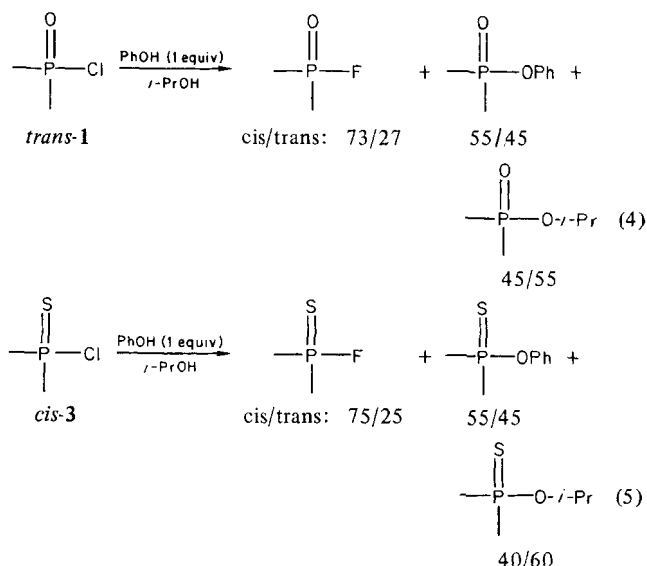 O O O
P Cl PhOH (1 equiv) P F + P OPh +
i-PrOH
trans-1 cis/trans: 73/27 55/45
O
P O-i-Pr (4)
45/55
S S S
P Cl PhOH (1 equiv) P F + P OPh +
i-PrOH
cis-3 cis/trans: 75/25 55/45
S
P O-i-Pr (5)
40/60